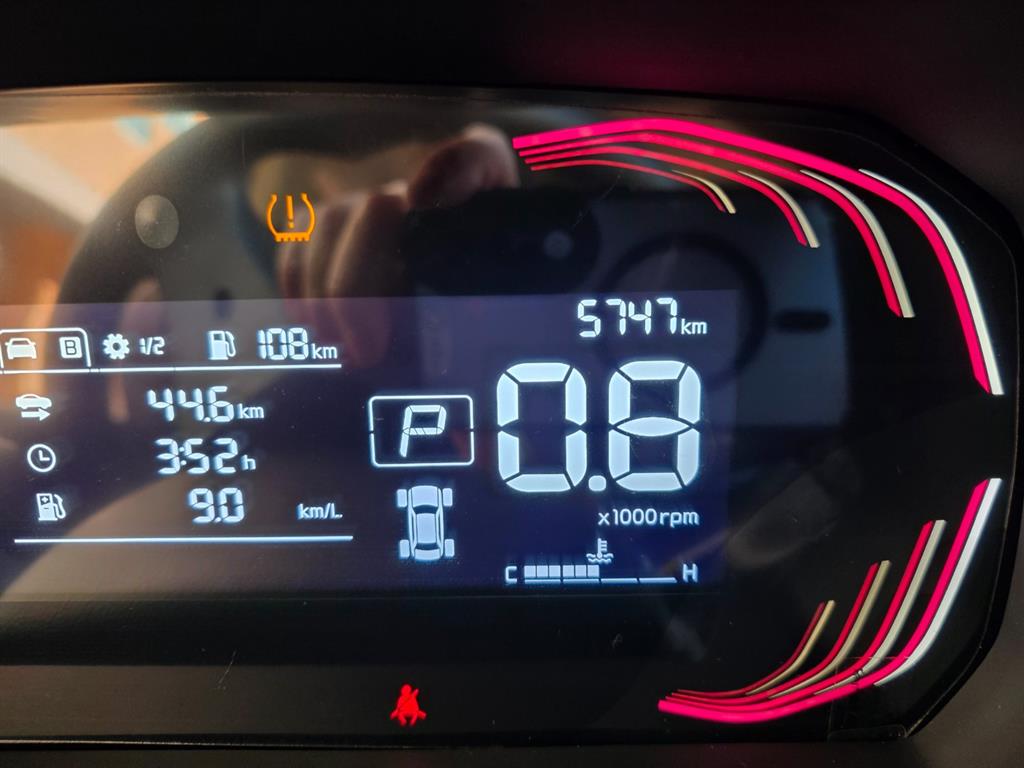 5747km
B 1/2 108km
44.6km
P 0.8
3:52h
9.0 km/L
x1000rpm
C H